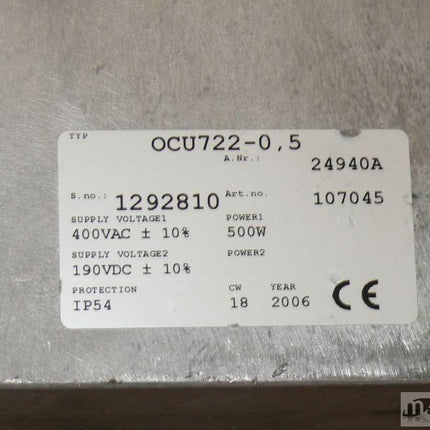 TYP OCU722-0,5
A.Nr.: 24940A
S.no.: 1292810 Art.no. 107045
SUPPLY VOLTAGE1 POWER1
400VAC ± 10% 500W
SUPPLY VOLTAGE2 POWER2
190VDC ± 10%
PROTECTION CW YEAR
IP54 18 2006 CE